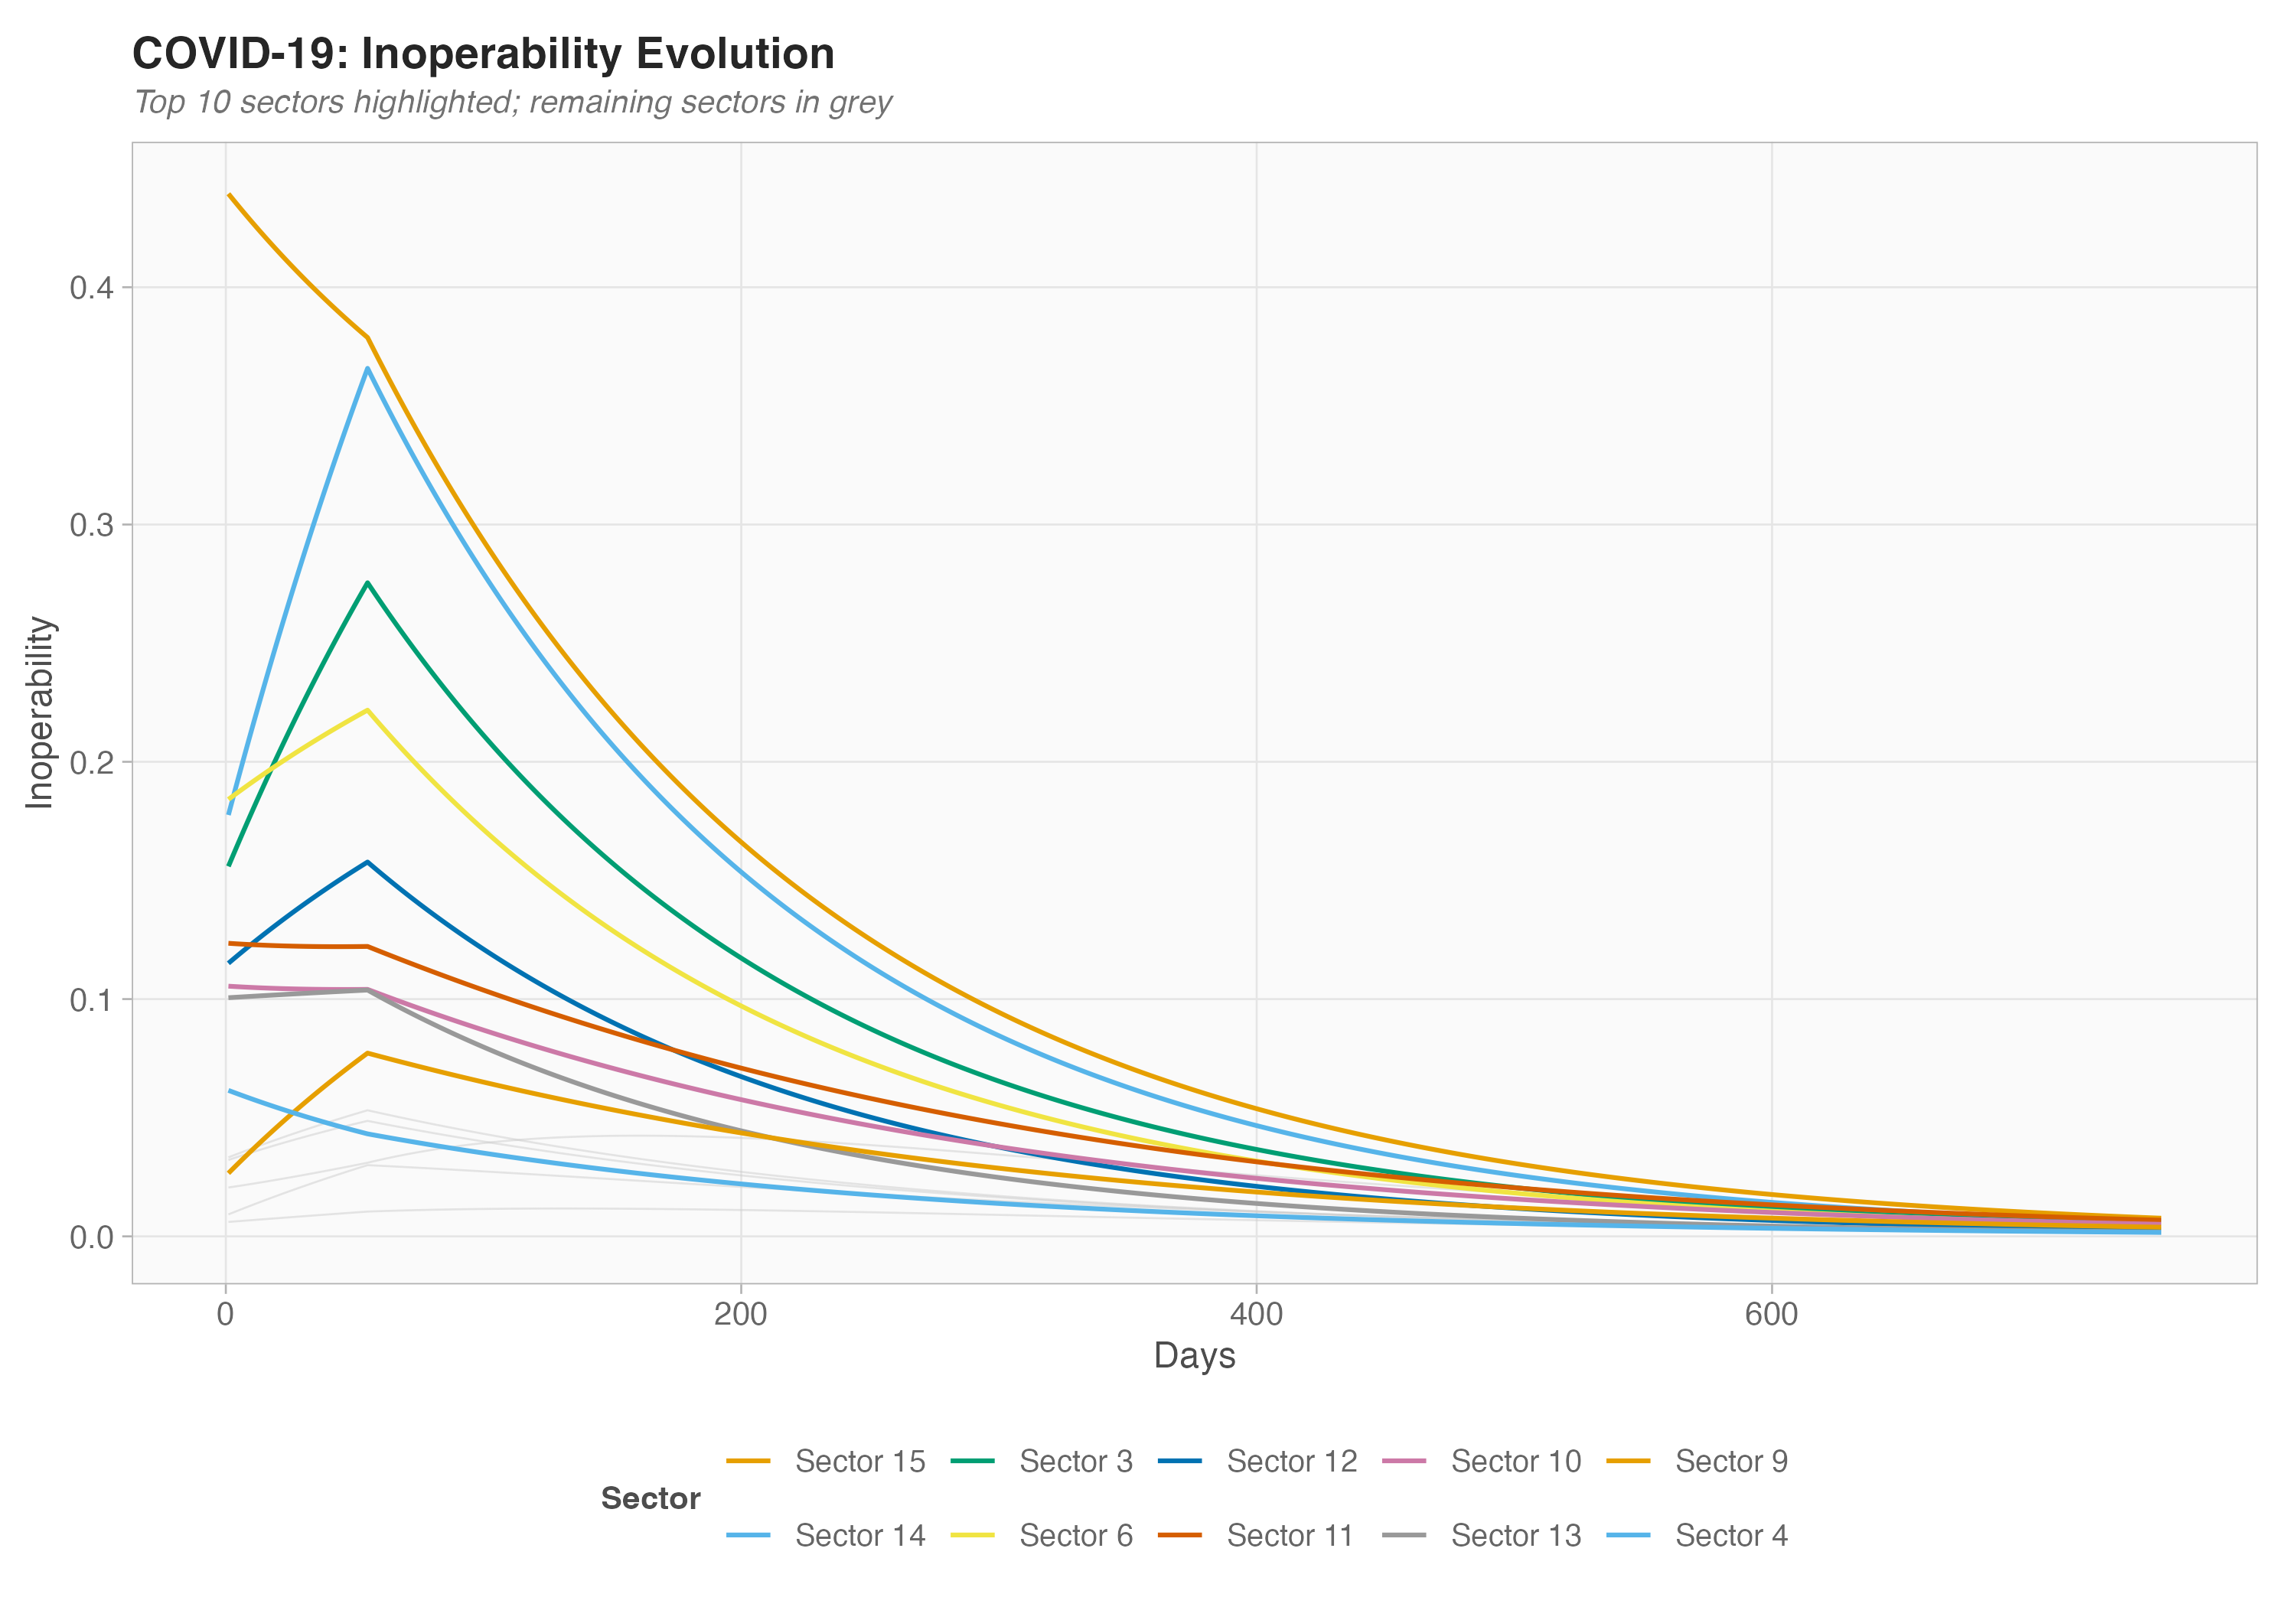 COVID-19: Inoperability Evolution
Top 10 sectors highlighted; remaining sectors in grey
Inoperability
0.4
0.3
0.2
0.1
0.0
0 200 400 600
Days
Sector
Sector 15 Sector 3 Sector 12 Sector 10 Sector 9
Sector 14 Sector 6 Sector 11 Sector 13 Sector 4